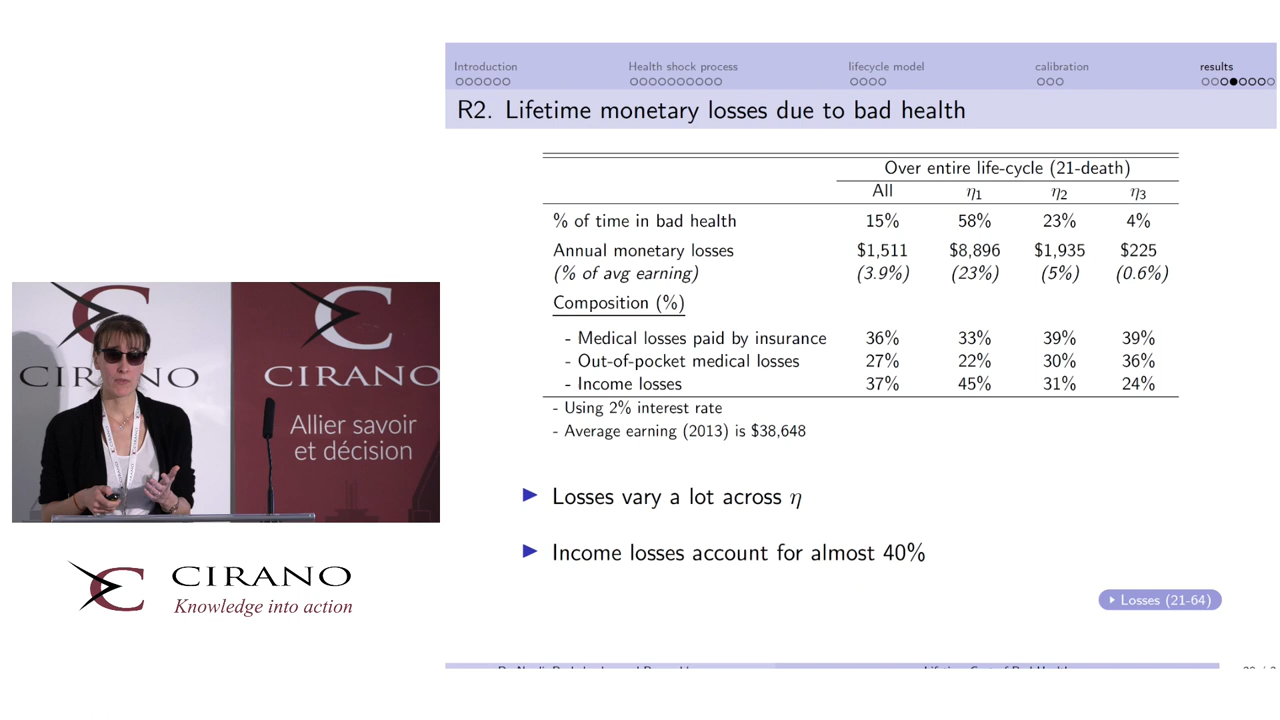 Introduction Health shock process lifecycle model calibration results
R2. Lifetime monetary losses due to bad health
Over entire life-cycle (21-death)
All η1 η2 η3
% of time in bad health 15% 58% 23% 4%
Annual monetary losses $1,511 $8,896 $1,935 $225
(% of avg earning) (3.9%) (23%) (5%) (0.6%)
Composition (%)
- Medical losses paid by insurance 36% 33% 39% 39%
- Out-of-pocket medical losses 27% 22% 30% 36%
- Income losses 37% 45% 31% 24%
- Using 2% interest rate
- Average earning (2013) is $38,648
Losses vary a lot across η
Income losses account for almost 40%
Losses (21-64)
CIRANO
CIRANO
Allier savoir
et décision
CIRANO
Knowledge into action